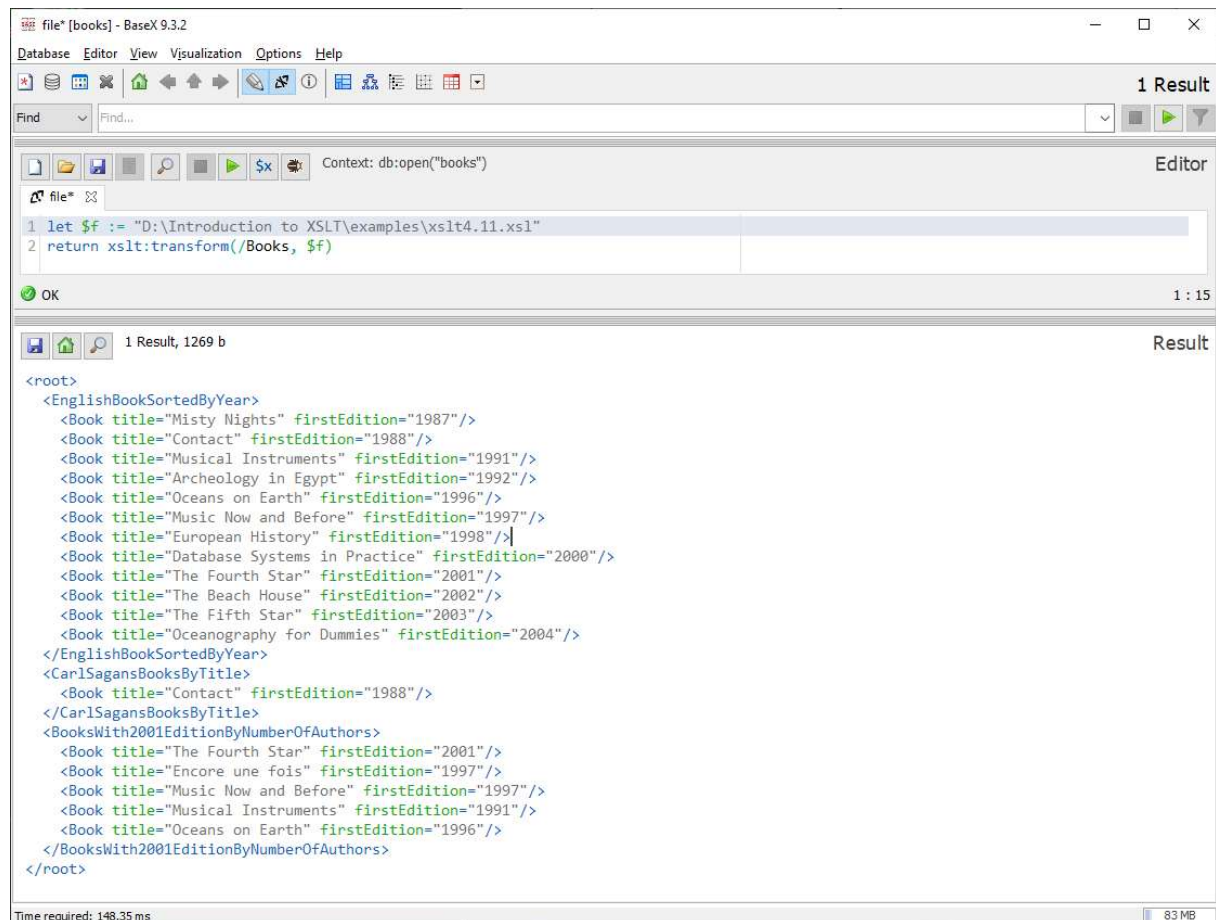 file* [books] - BaseX 9.3.2
Database Editor View Visualization Options Help
1 Result
Find Find...
Context: db:open("books")
Editor
file*
1 let $f := "D:\Introduction to XSLT\examples\xslt4.11.xsl"
2 return xslt:transform(/Books, $f)
OK 1 : 15
1 Result, 1269 b
Result
<root>
  <EnglishBookSortedByYear>
    <Book title="Misty Nights" firstEdition="1987"/>
    <Book title="Contact" firstEdition="1988"/>
    <Book title="Musical Instruments" firstEdition="1991"/>
    <Book title="Archeology in Egypt" firstEdition="1992"/>
    <Book title="Oceans on Earth" firstEdition="1996"/>
    <Book title="Music Now and Before" firstEdition="1997"/>
    <Book title="European History" firstEdition="1998"/>
    <Book title="Database Systems in Practice" firstEdition="2000"/>
    <Book title="The Fourth Star" firstEdition="2001"/>
    <Book title="The Beach House" firstEdition="2002"/>
    <Book title="The Fifth Star" firstEdition="2003"/>
    <Book title="Oceanography for Dummies" firstEdition="2004"/>
  </EnglishBookSortedByYear>
  <CarlSagansBooksByTitle>
    <Book title="Contact" firstEdition="1988"/>
  </CarlSagansBooksByTitle>
  <BooksWith2001EditionByNumberOfAuthors>
    <Book title="The Fourth Star" firstEdition="2001"/>
    <Book title="Encore une fois" firstEdition="1997"/>
    <Book title="Music Now and Before" firstEdition="1997"/>
    <Book title="Musical Instruments" firstEdition="1991"/>
    <Book title="Oceans on Earth" firstEdition="1996"/>
  </BooksWith2001EditionByNumberOfAuthors>
</root>
Time required: 148.35 ms 83 MB